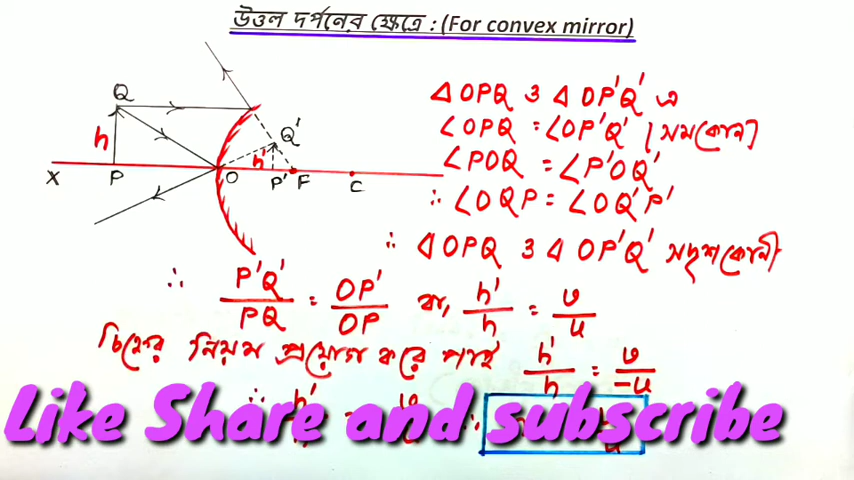 উত্তল দর্পনের ক্ষেত্রে : (For convex mirror)
Q
h
Q'
h'
X P O P' F C
Δ OPQ ও Δ OP'Q' এ
∠OPQ = ∠OP'Q' (সমকোন)
∠POQ = ∠P'OQ'
∴ ∠OQP = ∠OQ'P'
∴ Δ OPQ ও Δ OP'Q' সদৃশকোনী
∴ P'Q'/PQ = OP'/OP বা, h'/h = v/u
চিহ্নের নিয়ম প্রয়োগ করে পাই h'/h = v/-u
Like Share and subscribe